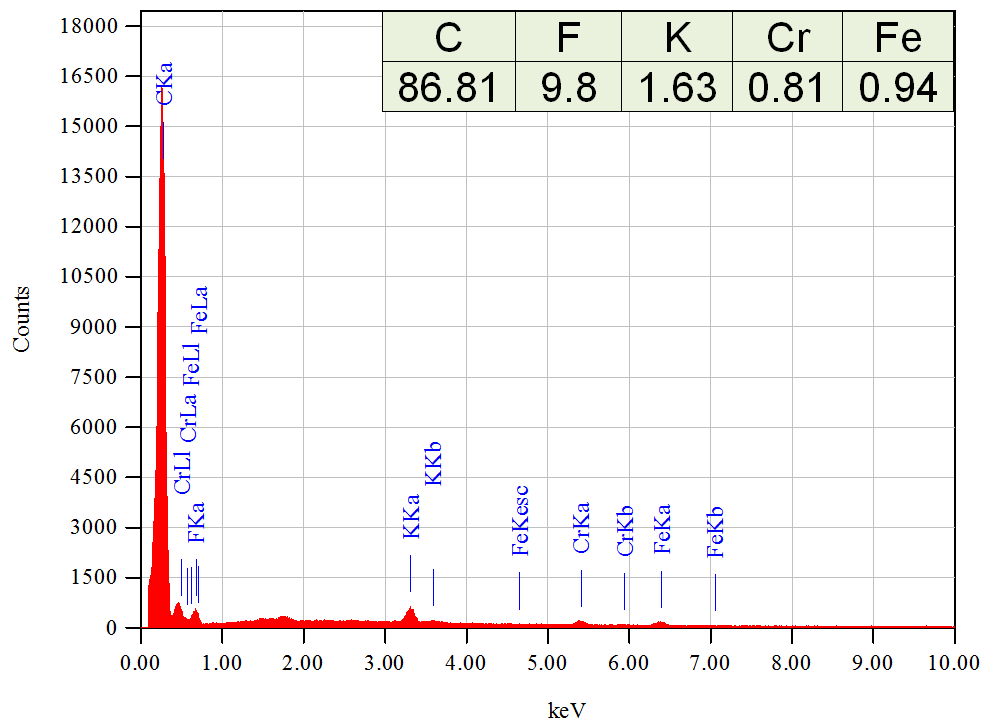 C F K Cr Fe
86.81 9.8 1.63 0.81 0.94
18000
16500
15000
13500
12000
10500
9000
7500
6000
4500
3000
1500
0
Counts
CKa
CrLl
CrLa
FeLl
FeLa
FKa
KKa
KKb
FeKesc
CrKa
CrKb
FeKa
FeKb
0.00 1.00 2.00 3.00 4.00 5.00 6.00 7.00 8.00 9.00 10.00
keV